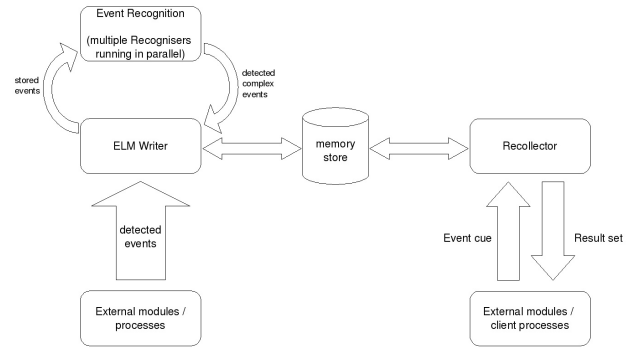 Event Recognition
(multiple Recognisers
running in parallel)
stored
events
detected
complex
events
ELM Writer
memory
store
Recollector
detected
events
Event cue
Result set
External modules /
processes
External modules /
client processes